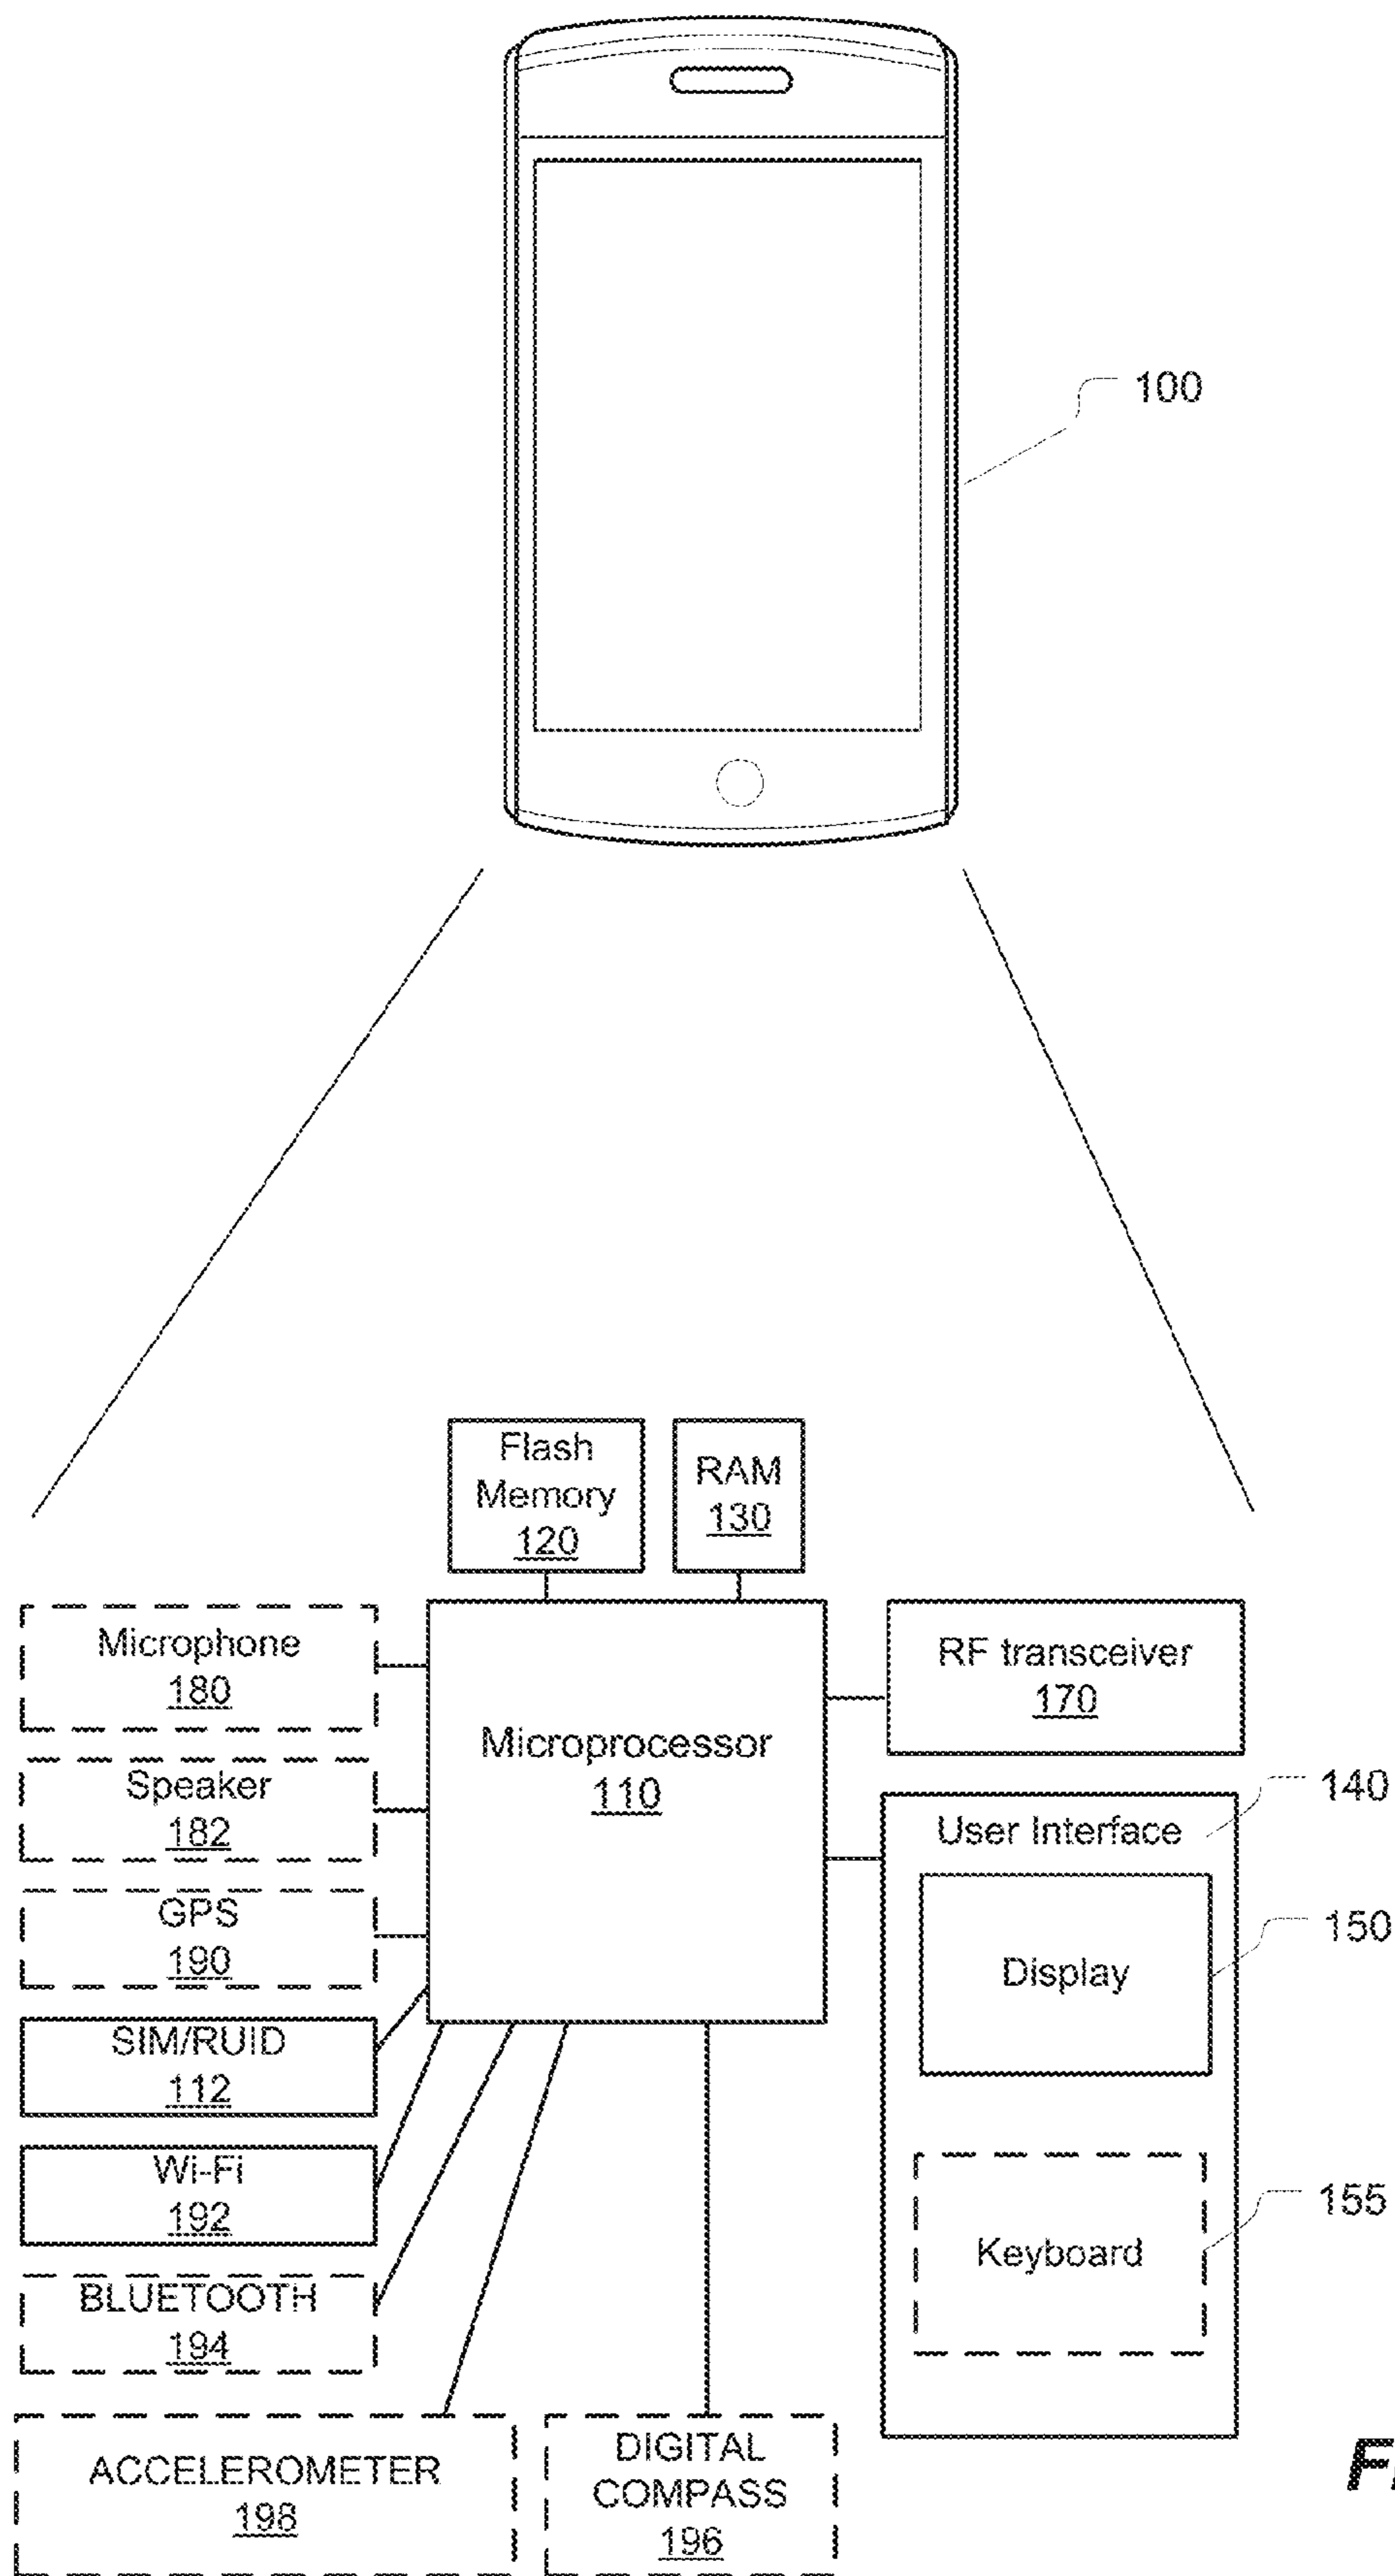 100
Flash
Memory
120
RAM
130
Microphone
180
Microprocessor
110
RF transceiver
170
Speaker
182
User Interface
140
GPS
190
Display
150
SIM/RUID
112
Wi-Fi
192
Keyboard
155
BLUETOOTH
194
ACCELEROMETER
198
DIGITAL
COMPASS
196